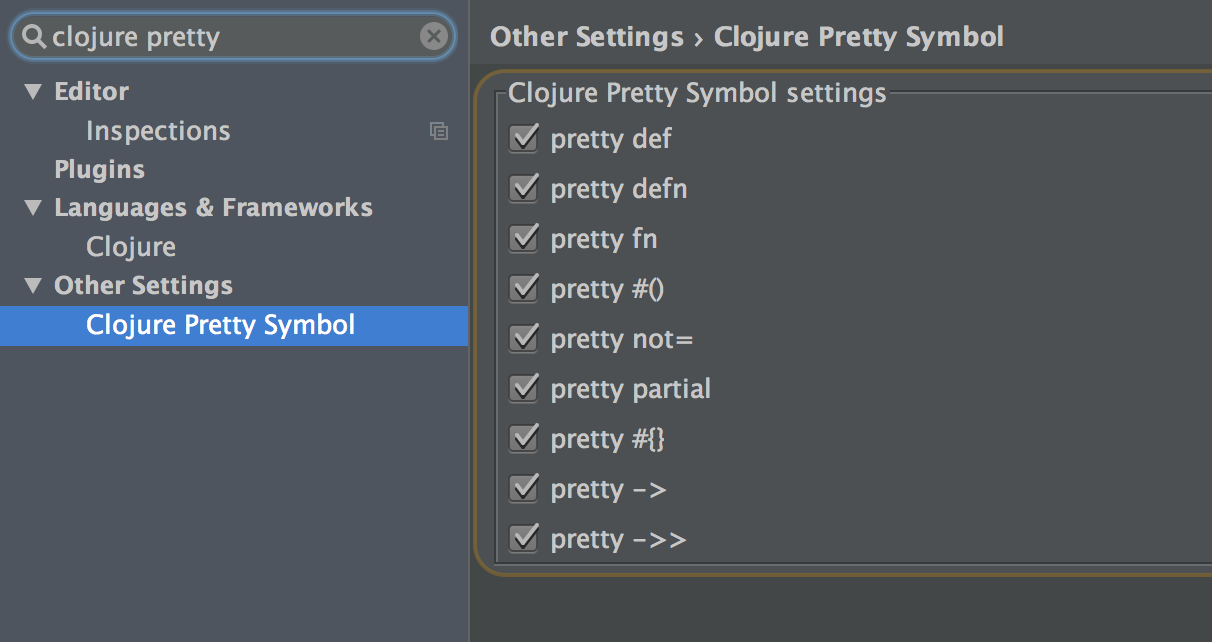 clojure pretty
Editor
Inspections
Plugins
Languages & Frameworks
Clojure
Other Settings
Clojure Pretty Symbol
Other Settings › Clojure Pretty Symbol
Clojure Pretty Symbol settings
pretty def
pretty defn
pretty fn
pretty #()
pretty not=
pretty partial
pretty #{}
pretty ->
pretty ->>